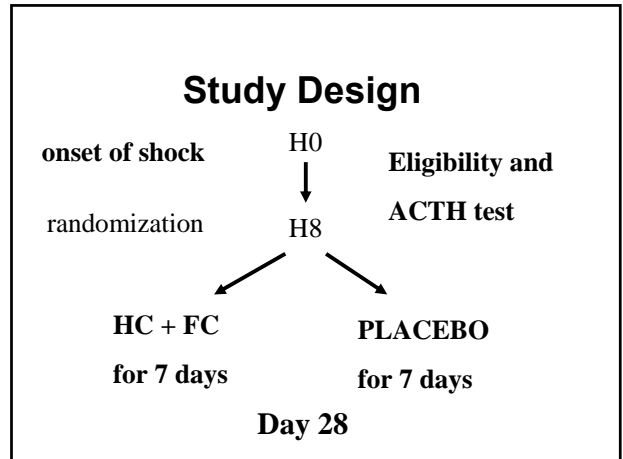 Study Design
onset of shock
H0
Eligibility and
ACTH test
randomization
H8
HC + FC
for 7 days
PLACEBO
for 7 days
Day 28